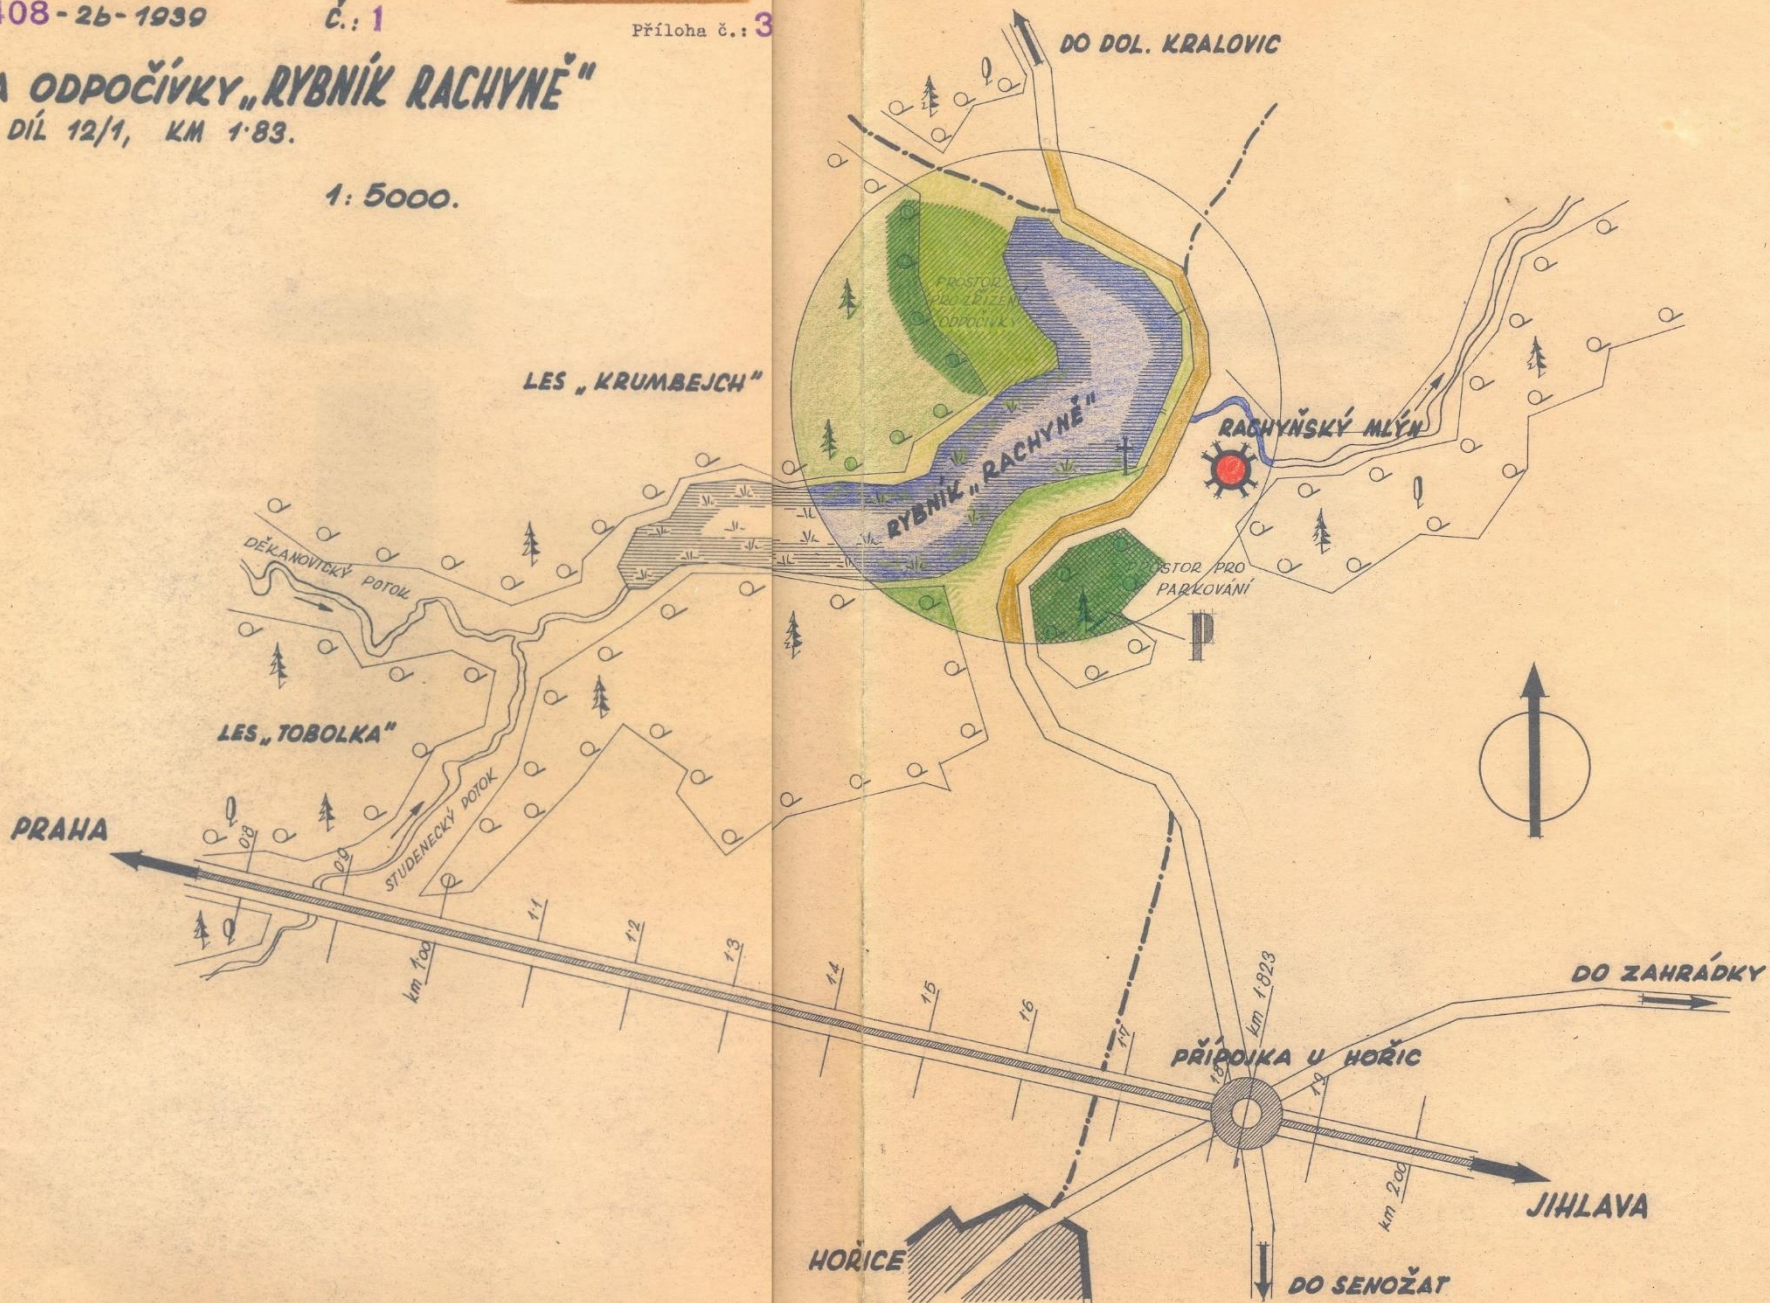 408-2b-1939
Č.: 1
Příloha č.: 3
A ODPOČÍVKY „RYBNÍK RACHYNĚ"
DÍL 12/1, KM 1·83.
1: 5000.
DO DOL. KRALOVIC
PROSTOR
PRO ZŘÍZENÍ
ODPOČÍVKY
LES „KRUMBEJCH"
RYBNÍK „RACHYNĚ"
RACHYŇSKÝ MLÝN
DĚKANOVICKÝ POTOK
PROSTOR PRO
PARKOVÁNÍ
P
LES „TOBOLKA"
STUDENECKÝ POTOK
PRAHA
0·8
0·9
km 1·00
1·1
1·2
1·3
1·4
1·5
1·6
1·7
1·8
km 1·823
1·9
km 2·00
DO ZAHRÁDKY
PŘÍPOJKA U HOŘIC
JIHLAVA
HOŘICE
DO SENOŽAT